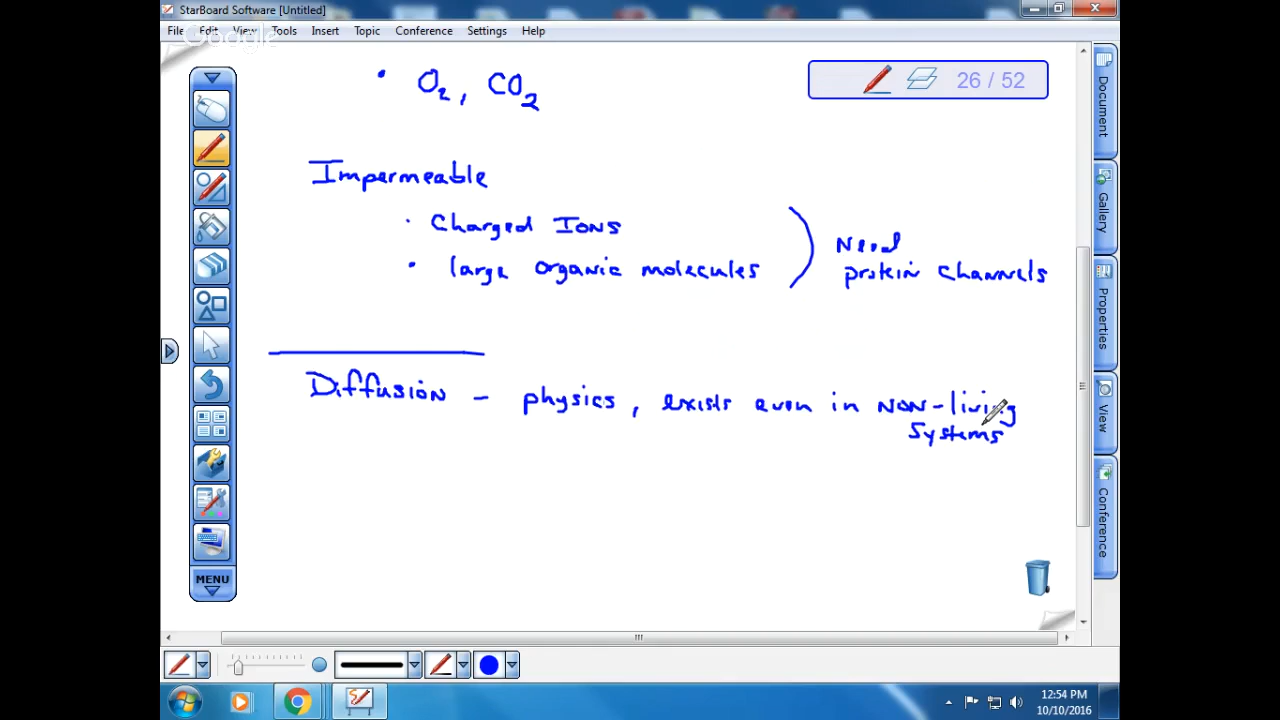 StarBoard Software [Untitled]
File Edit View Tools Insert Topic Conference Settings Help
Google
26 / 52
• O2, CO2
Impermeable
• Charged Ions
• large organic molecules
Need
protein channels
Diffusion - physics, exists even in non-living
Systems
MENU
Document
Gallery
Properties
View
Conference
12:54 PM
10/10/2016